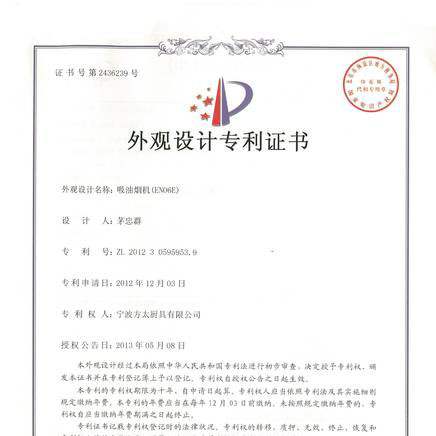 证书号第2436239号
印花税
代扣专用章
外观设计专利证书
外观设计名称：吸油烟机(EN06E)
设计人：茅忠群
专利号：ZL 2012 3 0595953.9
专利申请日：2012年12月03日
专利权人：宁波方太厨具有限公司
授权公告日：2013年05月08日
本外观设计经过本局依照中华人民共和国专利法进行初步审查，决定授予专利权，颁
发本证书并在专利登记簿上予以登记。专利权自授权公告之日起生效。
本专利的专利权期限为十年，自申请日起算。专利权人应当依照专利法及其实施细则
规定缴纳年费。本专利的年费应当在每年12月03日前缴纳。未按照规定缴纳年费的，专利
权自应当缴纳年费期满之日起终止。
专利证书记载专利权登记时的法律状况。专利权的转移、质押、无效、终止、恢复和